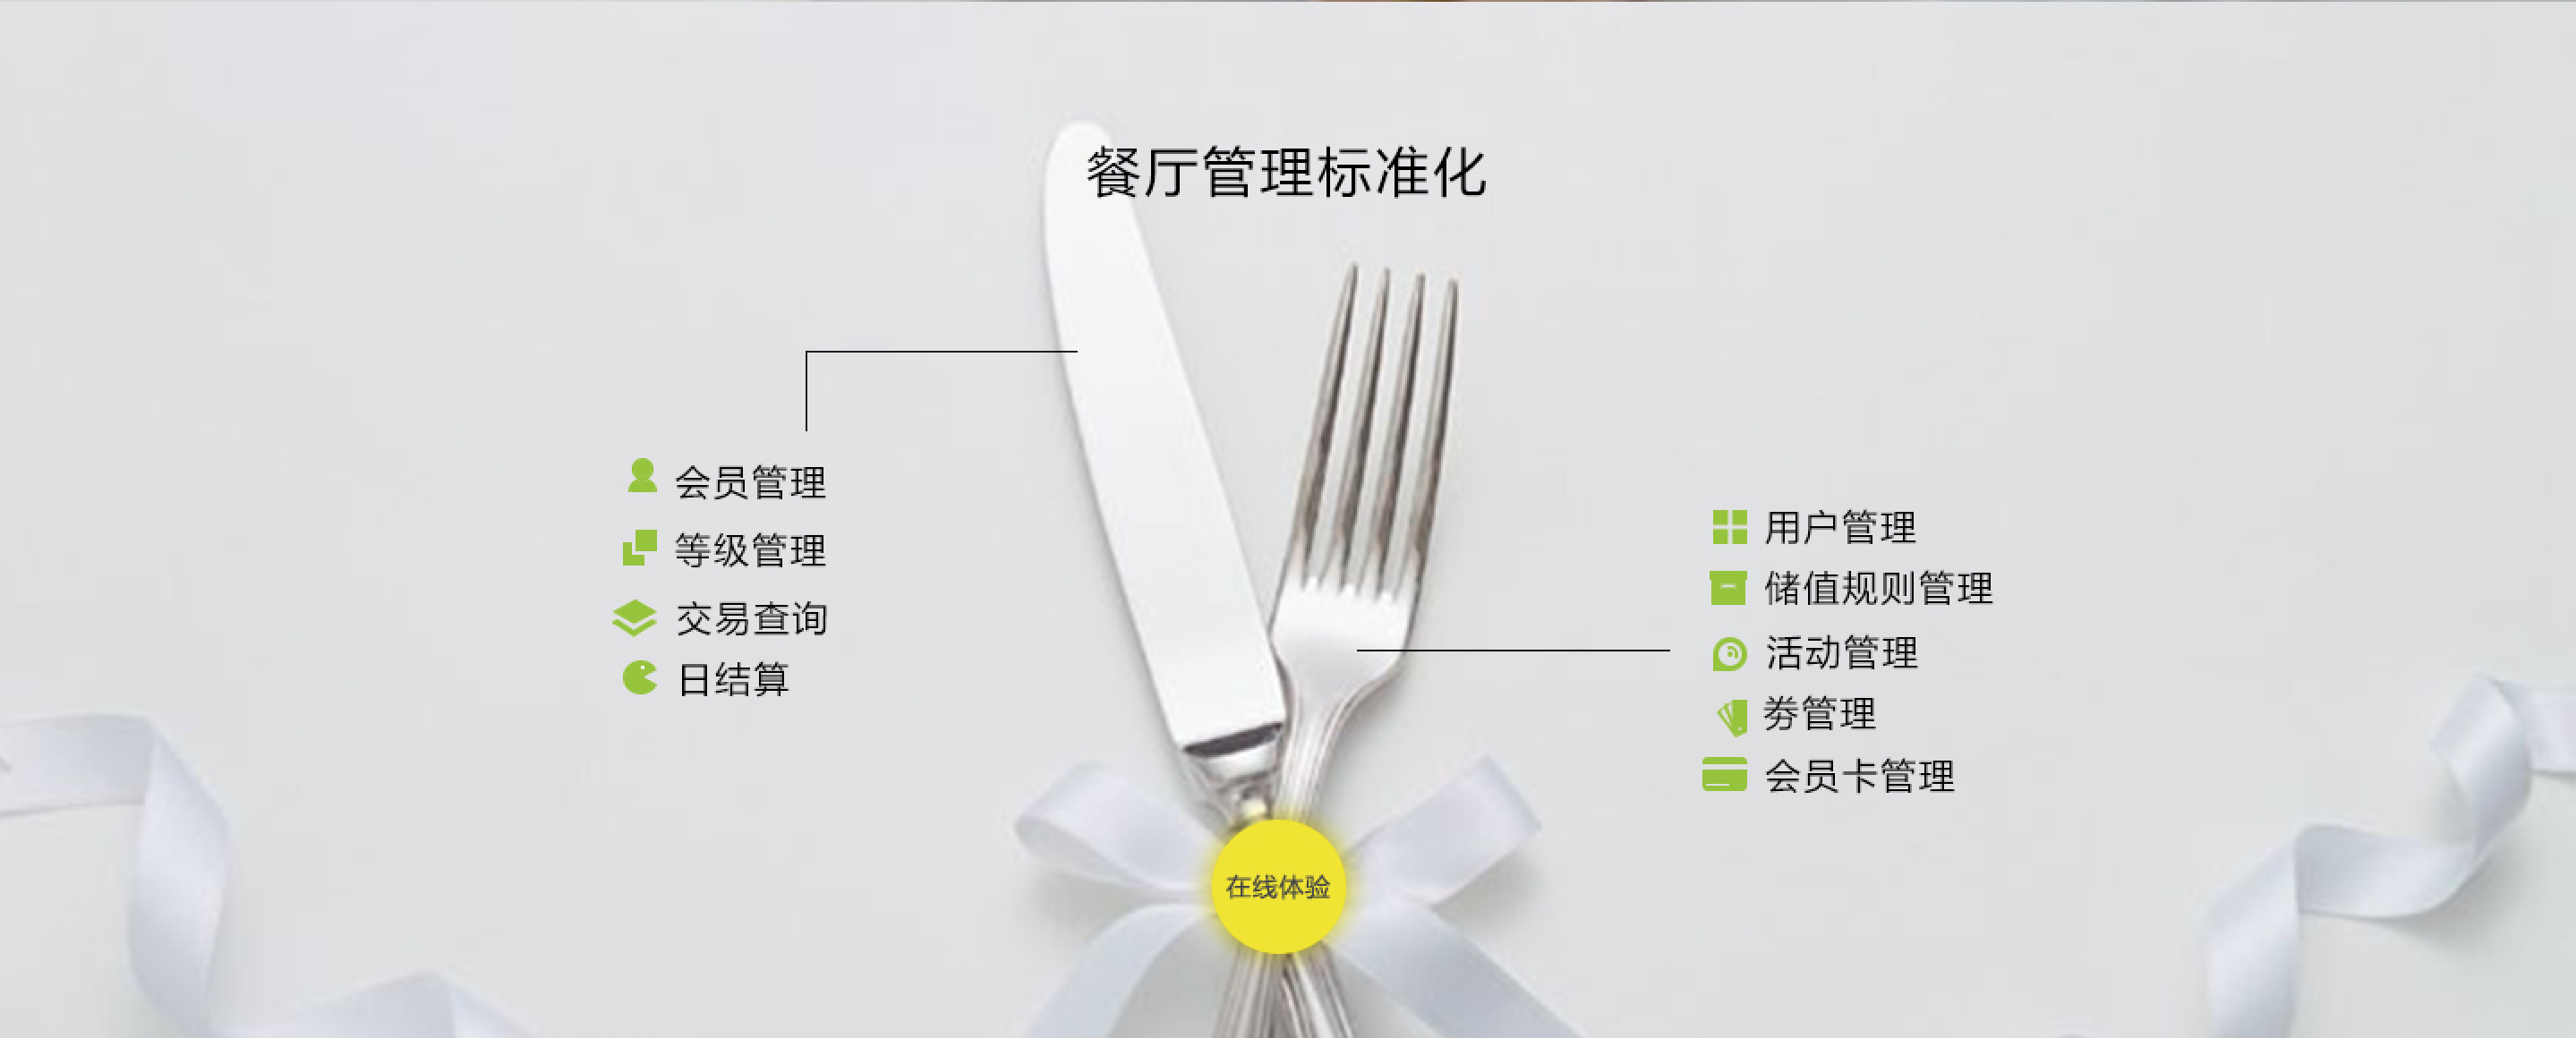 餐厅管理标准化
会员管理
等级管理
交易查询
日结算
用户管理
储值规则管理
活动管理
券管理
会员卡管理
在线体验